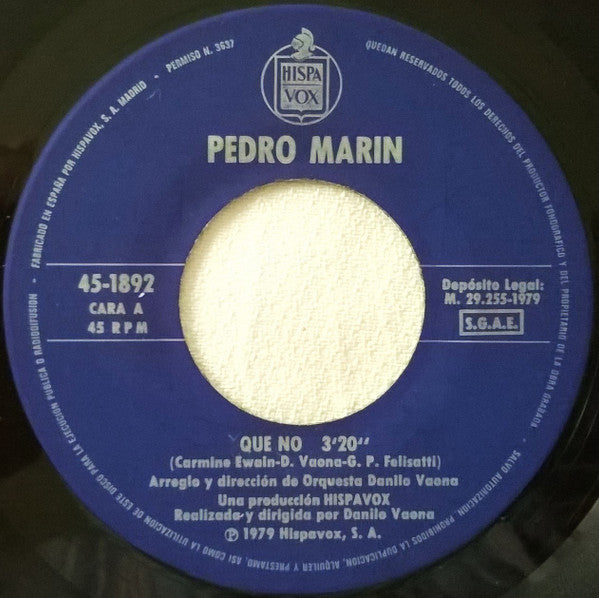 HISPA
VOX
PEDRO MARIN
45-1892
CARA A
45 RPM
Depósito Legal:
M. 29.255-1979
S.G.A.E.
QUE NO 3'20"
(Carmine Ewain-D. Vaona-G. P. Felisatti)
Arreglo y dirección de Orquesta Danilo Vaona
Una producción HISPAVOX
Realizada y dirigida por Danilo Vaona
Ⓟ 1979 Hispavox, S. A.
FABRICADO EN ESPAÑA POR HISPAVOX, S. A. MADRID - PERMISO N. 3637
QUEDAN RESERVADOS TODOS LOS DERECHOS DEL PRODUCTOR FONOGRAFICO Y DEL PROPIETARIO DE LA OBRA GRABADA. SALVO AUTORIZACION, PROHIBIDOS LA DUPLICACION, ALQUILER Y PRESTAMO, ASI COMO LA UTILIZACION DE ESTE DISCO PARA LA EJECUCION PUBLICA O RADIODIFUSION